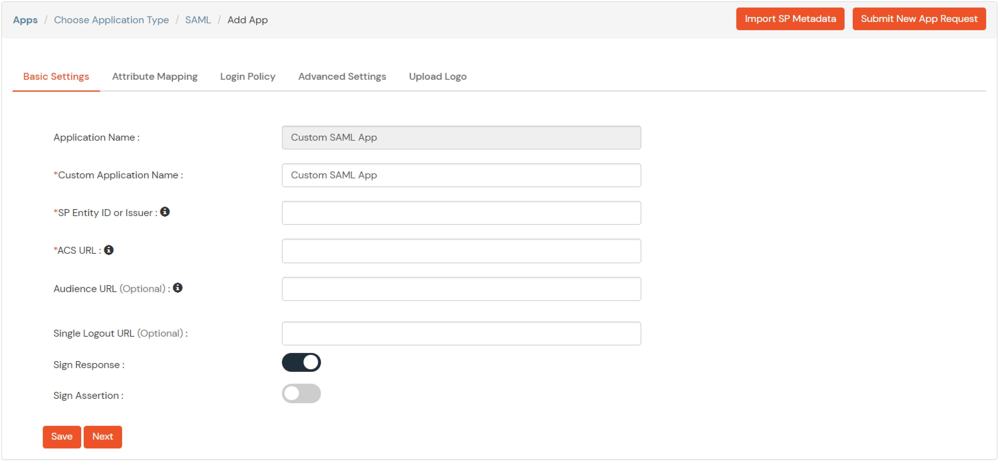 Apps / Choose Application Type / SAML / Add App
Import SP Metadata
Submit New App Request
Basic Settings
Attribute Mapping
Login Policy
Advanced Settings
Upload Logo
Application Name :
Custom SAML App
*Custom Application Name :
Custom SAML App
*SP Entity ID or Issuer :
*ACS URL :
Audience URL (Optional) :
Single Logout URL (Optional) :
Sign Response :
Sign Assertion :
Save
Next